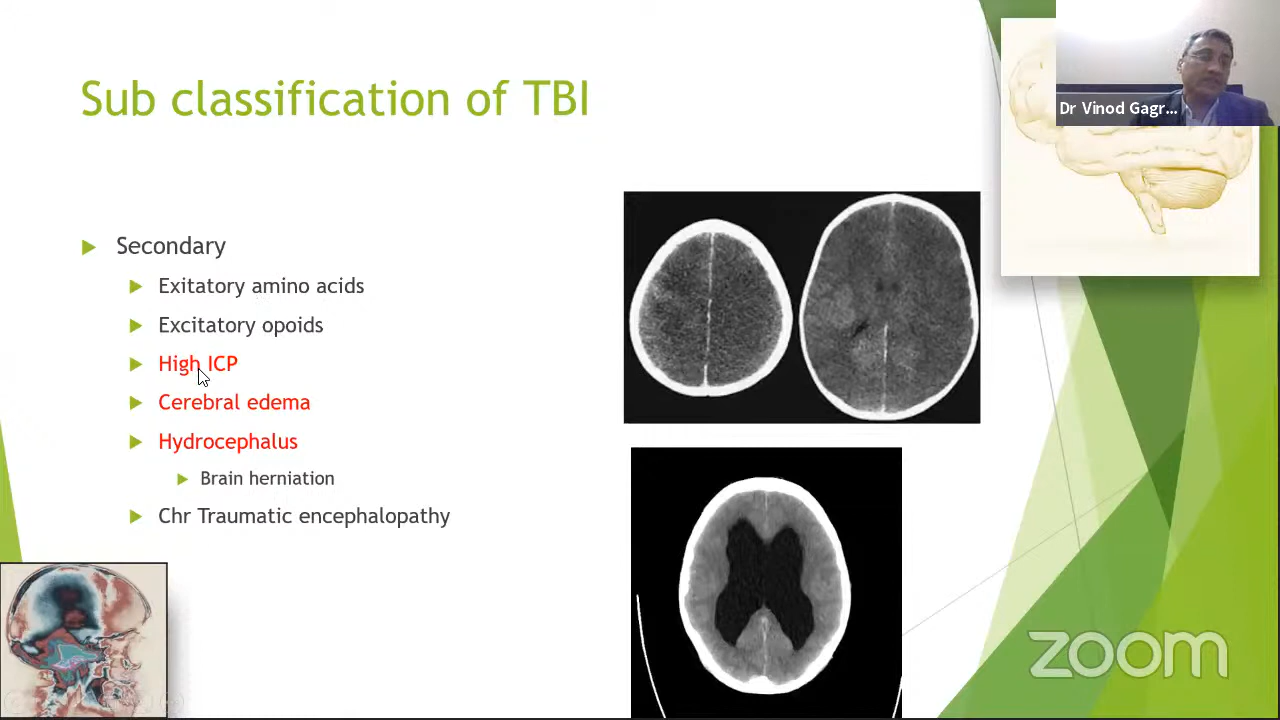 Sub classification of TBI
Dr Vinod Gagr...
Secondary
Exitatory amino acids
Excitatory opoids
High ICP
Cerebral edema
Hydrocephalus
Brain herniation
Chr Traumatic encephalopathy
zoom